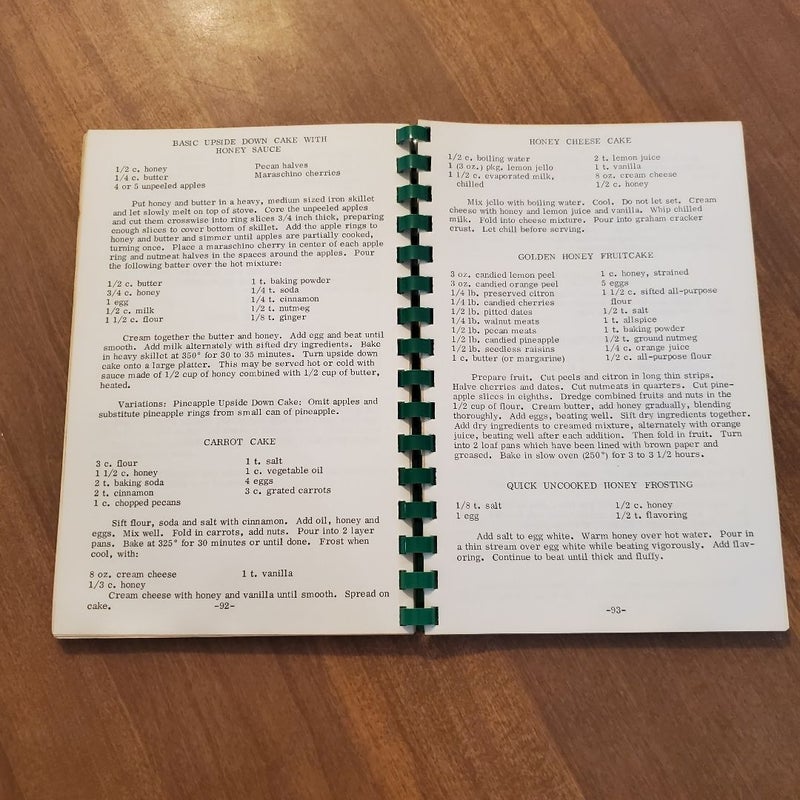 BASIC UPSIDE DOWN CAKE WITH
HONEY SAUCE
1/2 c. honey
1/4 c. butter
4 or 5 unpeeled apples
Pecan halves
Maraschino cherries
Put honey and butter in a heavy, medium sized iron skillet
and let slowly melt on top of stove. Core the unpeeled apples
and cut them crosswise into ring slices 3/4 inch thick, preparing
enough slices to cover bottom of skillet. Add the apple rings to
honey and butter and simmer until apples are partially cooked,
turning once. Place a maraschino cherry in center of each apple
ring and nutmeat halves in the spaces around the apples. Pour
the following batter over the hot mixture:
1/2 c. butter
3/4 c. honey
1 egg
1/2 c. milk
1 1/2 c. flour
1 t. baking powder
1/4 t. soda
1/4 t. cinnamon
1/2 t. nutmeg
1/8 t. ginger
Cream together the butter and honey. Add egg and beat until
smooth. Add milk alternately with sifted dry ingredients. Bake
in heavy skillet at 350° for 30 to 35 minutes. Turn upside down
cake onto a large platter. This may be served hot or cold with
sauce made of 1/2 cup of honey combined with 1/2 cup of butter,
heated.
Variations: Pineapple Upside Down Cake: Omit apples and
substitute pineapple rings from small can of pineapple.
CARROT CAKE
3 c. flour
1 1/2 c. honey
2 t. baking soda
2 t. cinnamon
1 c. chopped pecans
1 t. salt
1 c. vegetable oil
4 eggs
3 c. grated carrots
Sift flour, soda and salt with cinnamon. Add oil, honey and
eggs. Mix well. Fold in carrots, add nuts. Pour into 2 layer
pans. Bake at 325° for 30 minutes or until done. Frost when
cool, with:
8 oz. cream cheese
1/3 c. honey
1 t. vanilla
Cream cheese with honey and vanilla until smooth. Spread on
cake.
-92-
HONEY CHEESE CAKE
1/2 c. boiling water
1 (3 oz.) pkg. lemon jello
1 1/2 c. evaporated milk,
chilled
2 t. lemon juice
1 t. vanilla
8 oz. cream cheese
1/2 c. honey
Mix jello with boiling water. Cool. Do not let set. Cream
cheese with honey and lemon juice and vanilla. Whip chilled
milk. Fold into cheese mixture. Pour into graham cracker
crust. Let chill before serving.
GOLDEN HONEY FRUITCAKE
3 oz. candied lemon peel
3 oz. candied orange peel
1/4 lb. preserved citron
1/4 lb. candied cherries
1/2 lb. pitted dates
1/4 lb. walnut meats
1/2 lb. pecan meats
1/2 lb. candied pineapple
1/2 lb. seedless raisins
1 c. butter (or margarine)
1 c. honey, strained
5 eggs
1 1/2 c. sifted all-purpose
flour
1/2 t. salt
1 t. allspice
1 t. baking powder
1/2 t. ground nutmeg
1/4 c. orange juice
1/2 c. all-purpose flour
Prepare fruit. Cut peels and citron in long thin strips.
Halve cherries and dates. Cut nutmeats in quarters. Cut pine-
apple slices in eighths. Dredge combined fruits and nuts in the
1/2 cup of flour. Cream butter, add honey gradually, blending
thoroughly. Add eggs, beating well. Sift dry ingredients together.
Add dry ingredients to creamed mixture, alternately with orange
juice, beating well after each addition. Then fold in fruit. Turn
into 2 loaf pans which have been lined with brown paper and
greased. Bake in slow oven (250°) for 3 to 3 1/2 hours.
QUICK UNCOOKED HONEY FROSTING
1/8 t. salt
1 egg
1/2 c. honey
1/2 t. flavoring
Add salt to egg white. Warm honey over hot water. Pour in
a thin stream over egg white while beating vigorously. Add flav-
oring. Continue to beat until thick and fluffy.
-93-